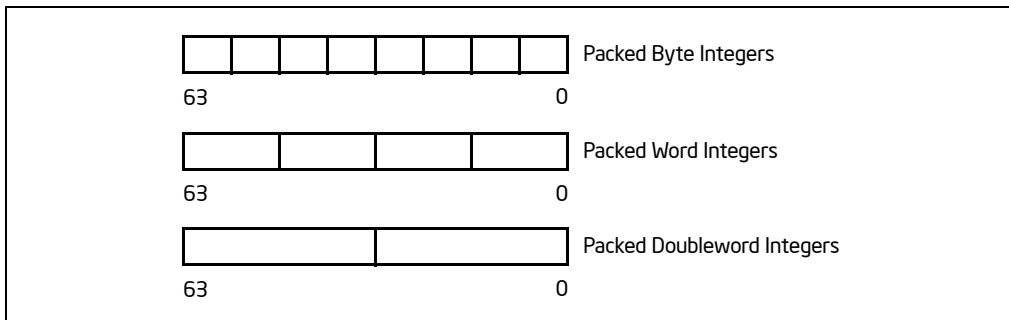 Packed Byte Integers
63 0
Packed Word Integers
63 0
Packed Doubleword Integers
63 0